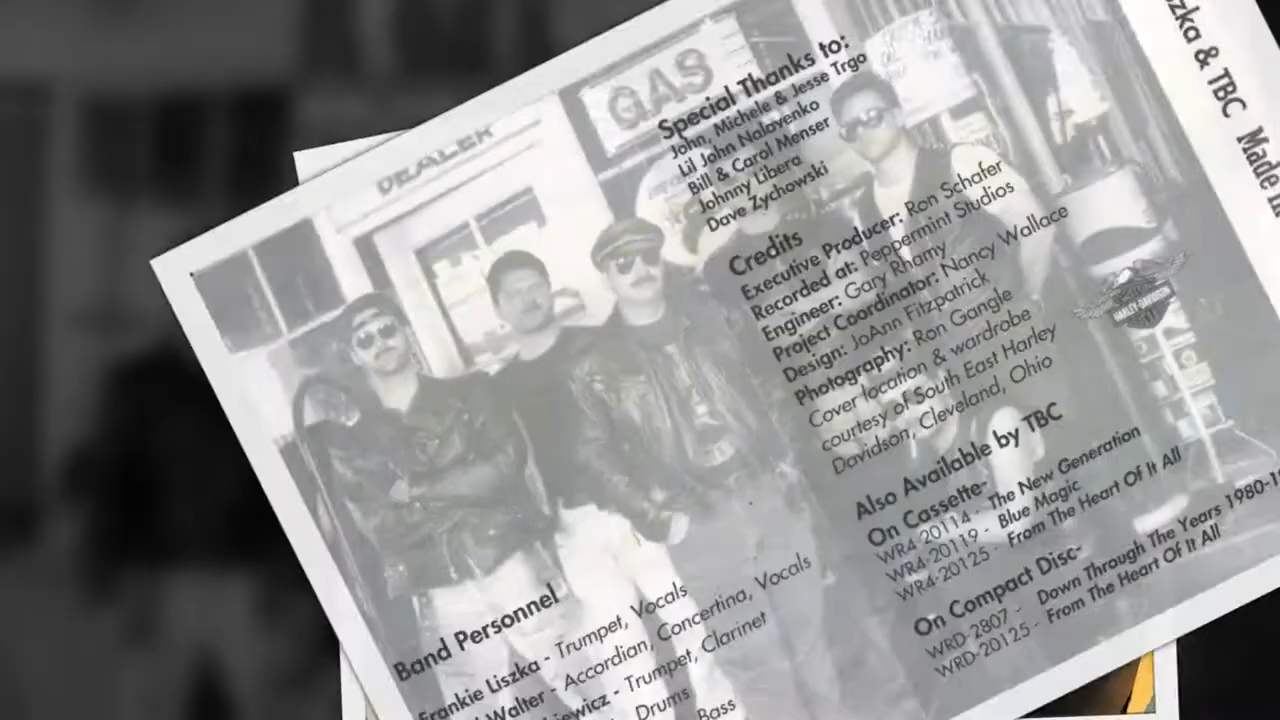 GAS
DEALER
Special Thanks to:
John, Michele & Jesse Trgo
Lil John Nalavenko
Bill & Carol Menser
Johnny Libera
Dave Zychowski
Credits
Executive Producer: Ron Schafer
Recorded at: Peppermint Studios
Engineer: Gary Rhamy
Project Coordinator: Nancy Wallace
Design: JoAnn Fitzpatrick
Photography: Ron Gangle
Cover location & wardrobe
courtesy of South East Harley
Davidson, Cleveland, Ohio
HARLEY-DAVIDSON
Also Available by TBC
On Cassette-
WR4-20114 - The New Generation
WR4-20119 - Blue Magic
WR4-20125 - From The Heart Of It All
On Compact Disc-
WRD-2807 - Down Through The Years 1980-
WRD-20125 - From The Heart Of It All
Band Personnel
Frankie Liszka - Trumpet, Vocals
Walter - Accordian, Concertina, Vocals
kiewicz - Trumpet, Clarinet
Drums
Bass
szka & TBC Made in